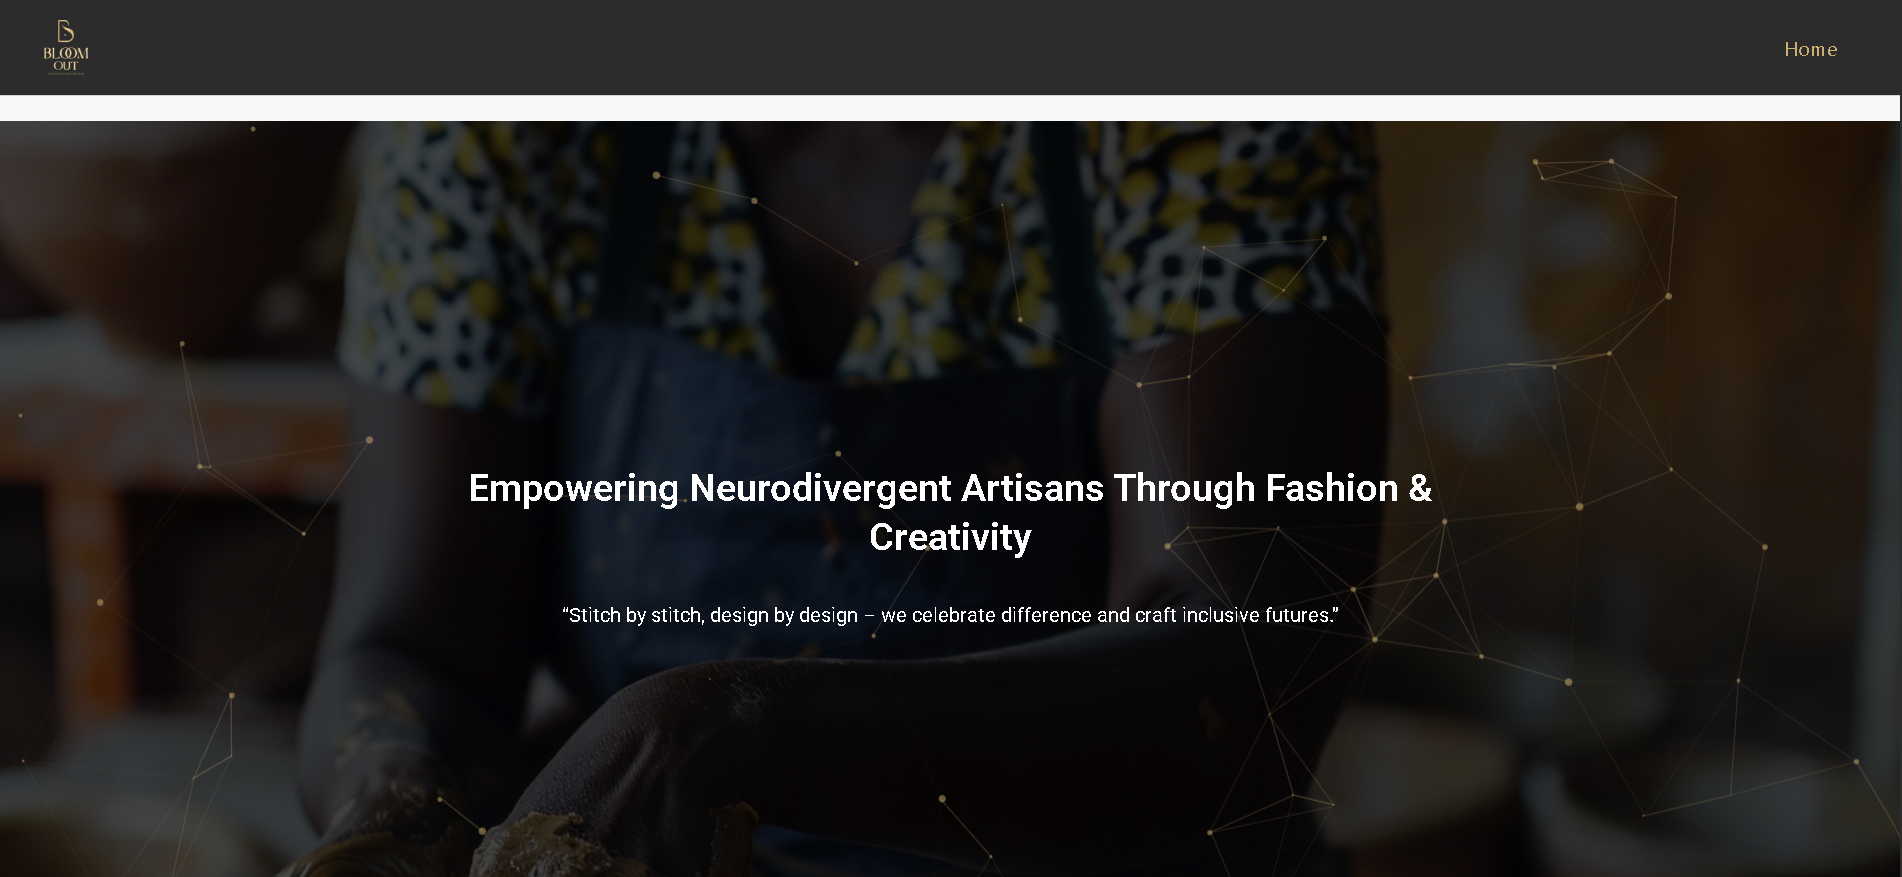 BLOOM
OUT
Home
Empowering Neurodivergent Artisans Through Fashion &
Creativity
“Stitch by stitch, design by design – we celebrate difference and craft inclusive futures.”